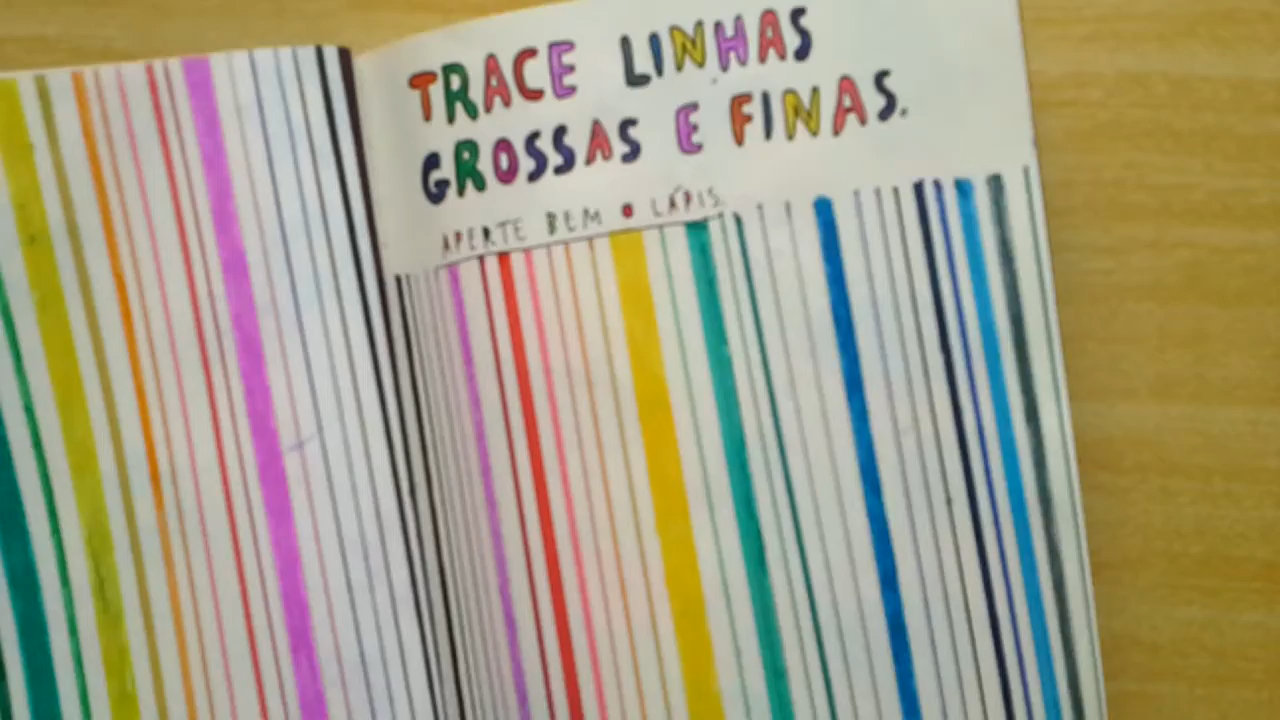 TRACE LINHAS
GROSSAS E FINAS.
APERTE BEM O LÁPIS.